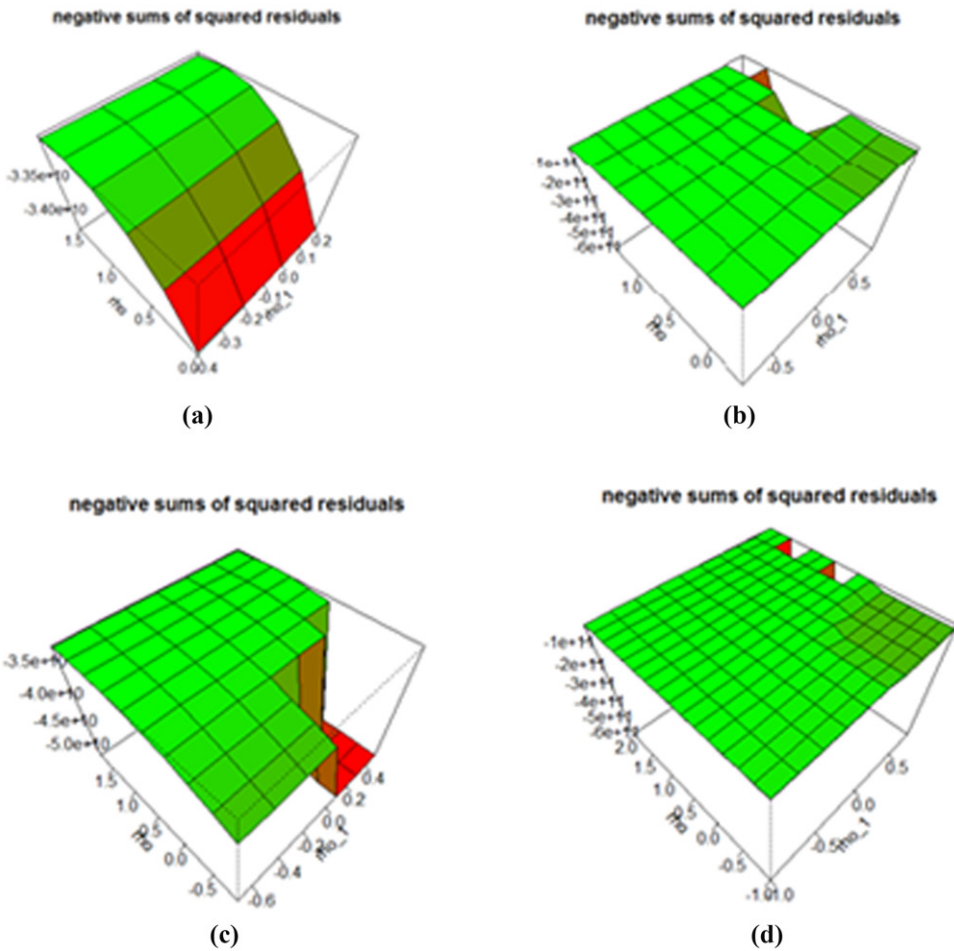 negative sums of squared residuals
-3.35e+10
-3.40e+10
1.5
1.0
0.5
rho
0.2
0.1
0.0
-0.1
-0.2
-0.3
rho_1
(a)
negative sums of squared residuals
-2e+11
-3e+11
-4e+11
-5e+11
1.0
0.5
0.0
rho
0.5
0.0
-0.5
rho_1
(b)
negative sums of squared residuals
-3.5e+10
-4.0e+10
-4.5e+10
-5.0e+10
1.5
1.0
0.5
0.0
-0.5
rho
0.4
0.2
0.0
-0.2
-0.4
-0.6
rho_1
(c)
negative sums of squared residuals
-1e+11
-2e+11
-3e+11
-4e+11
-5e+11
-6e+11
2.0
1.5
1.0
0.5
0.0
-0.5
rho
0.5
0.0
-0.5
rho_1
-1.01.0
(d)